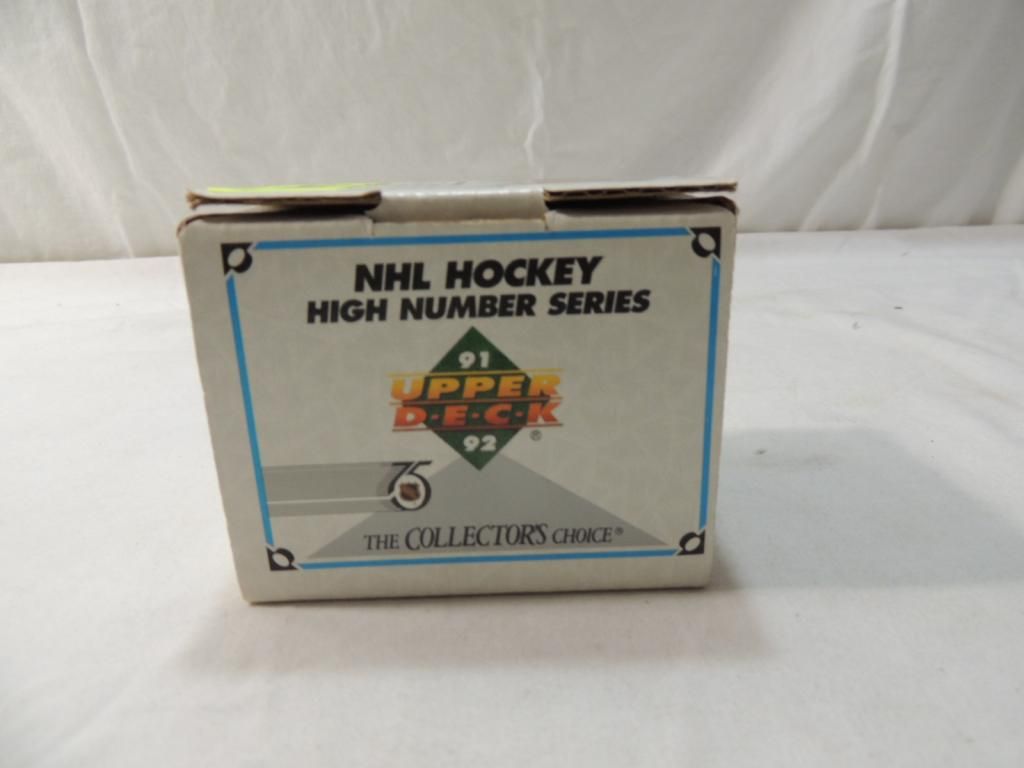 NHL HOCKEY
HIGH NUMBER SERIES
91
UPPER
D·E·C·K
®
92
75
THE COLLECTOR'S CHOICE®